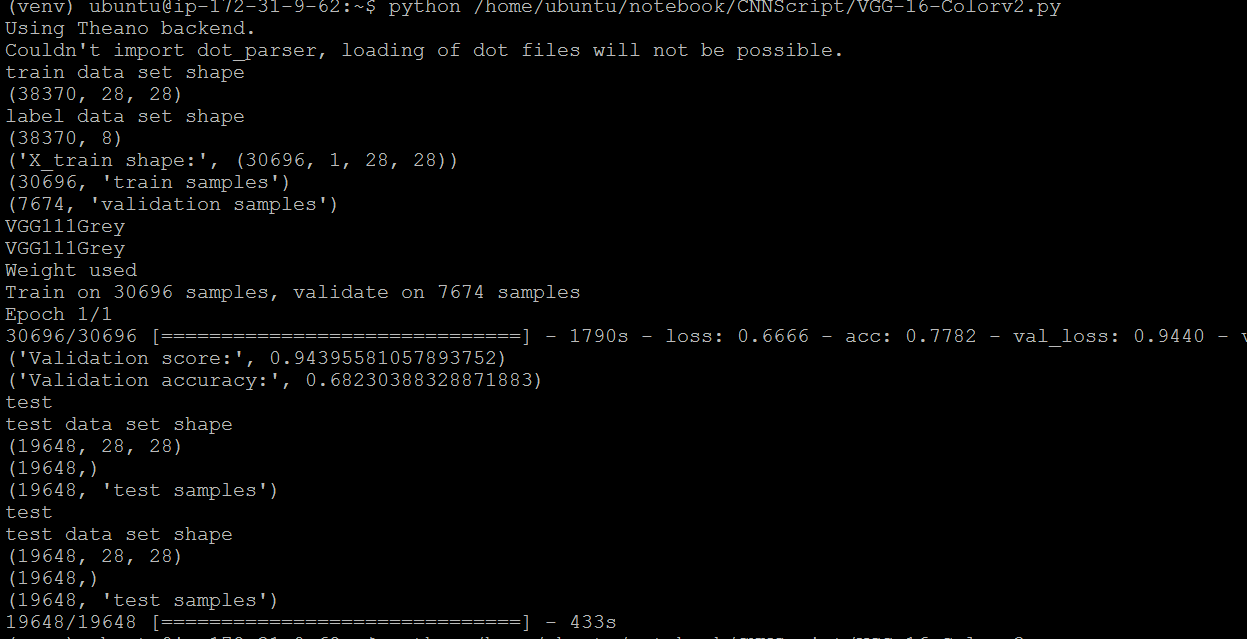 (venv) ubuntu@ip-172-31-9-62:~$ python /home/ubuntu/notebook/CNNScript/VGG-16-Colorv2.py
Using Theano backend.
Couldn't import dot_parser, loading of dot files will not be possible.
train data set shape
(38370, 28, 28)
label data set shape
(38370, 8)
('X_train shape:', (30696, 1, 28, 28))
(30696, 'train samples')
(7674, 'validation samples')
VGG111Grey
VGG111Grey
Weight used
Train on 30696 samples, validate on 7674 samples
Epoch 1/1
30696/30696 [==============================] - 1790s - loss: 0.6666 - acc: 0.7782 - val_loss: 0.9440 -
('Validation score:', 0.94395581057893752)
('Validation accuracy:', 0.68230388328871883)
test
test data set shape
(19648, 28, 28)
(19648,)
(19648, 'test samples')
test
test data set shape
(19648, 28, 28)
(19648,)
(19648, 'test samples')
19648/19648 [==============================] - 433s